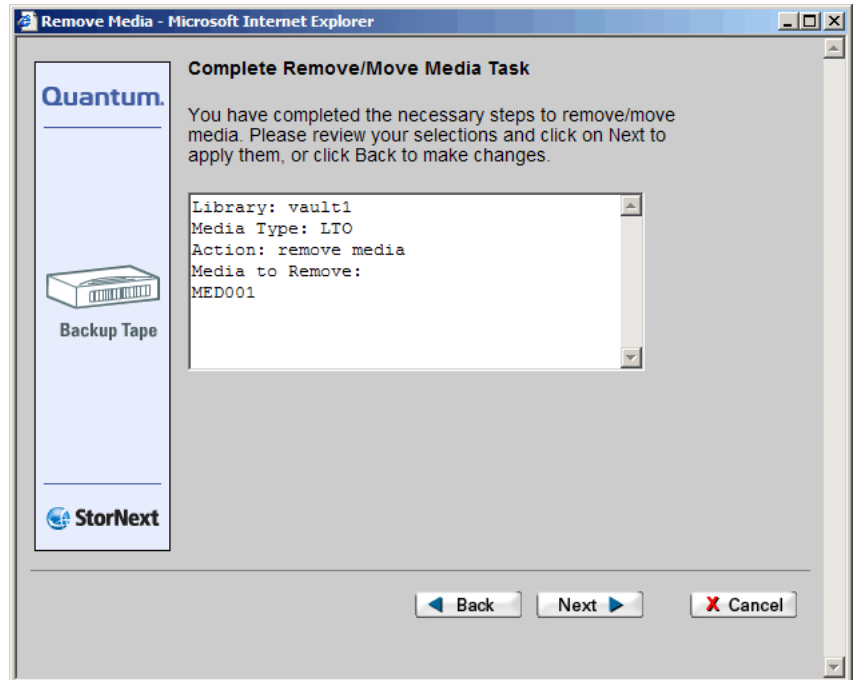 Remove Media - Microsoft Internet Explorer
Quantum.
Backup Tape
StorNext
Complete Remove/Move Media Task
You have completed the necessary steps to remove/move
media. Please review your selections and click on Next to
apply them, or click Back to make changes.
Library: vault1
Media Type: LTO
Action: remove media
Media to Remove:
MED001
Back
Next
Cancel